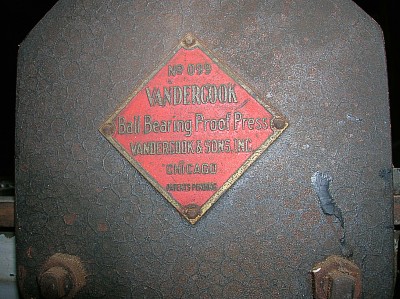 No 099
VANDERCOOK
ball Bearing Proof Press
VANDERCOOK & SONS, INC.
CHICAGO
PATENTS PENDING